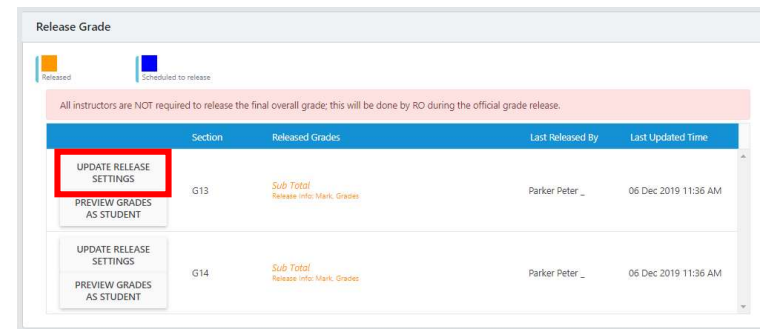 Release Grade
Released
Scheduled to release
All instructors are NOT required to release the final overall grade; this will be done by RO during the official grade release.
Section Released Grades Last Released By Last Updated Time
UPDATE RELEASE
SETTINGS
PREVIEW GRADES
AS STUDENT
G13
Sub Total
Release info: Mark, Grades
Parker Peter _
06 Dec 2019 11:36 AM
UPDATE RELEASE
SETTINGS
PREVIEW GRADES
AS STUDENT
G14
Sub Total
Release info: Mark, Grades
Parker Peter _
06 Dec 2019 11:36 AM